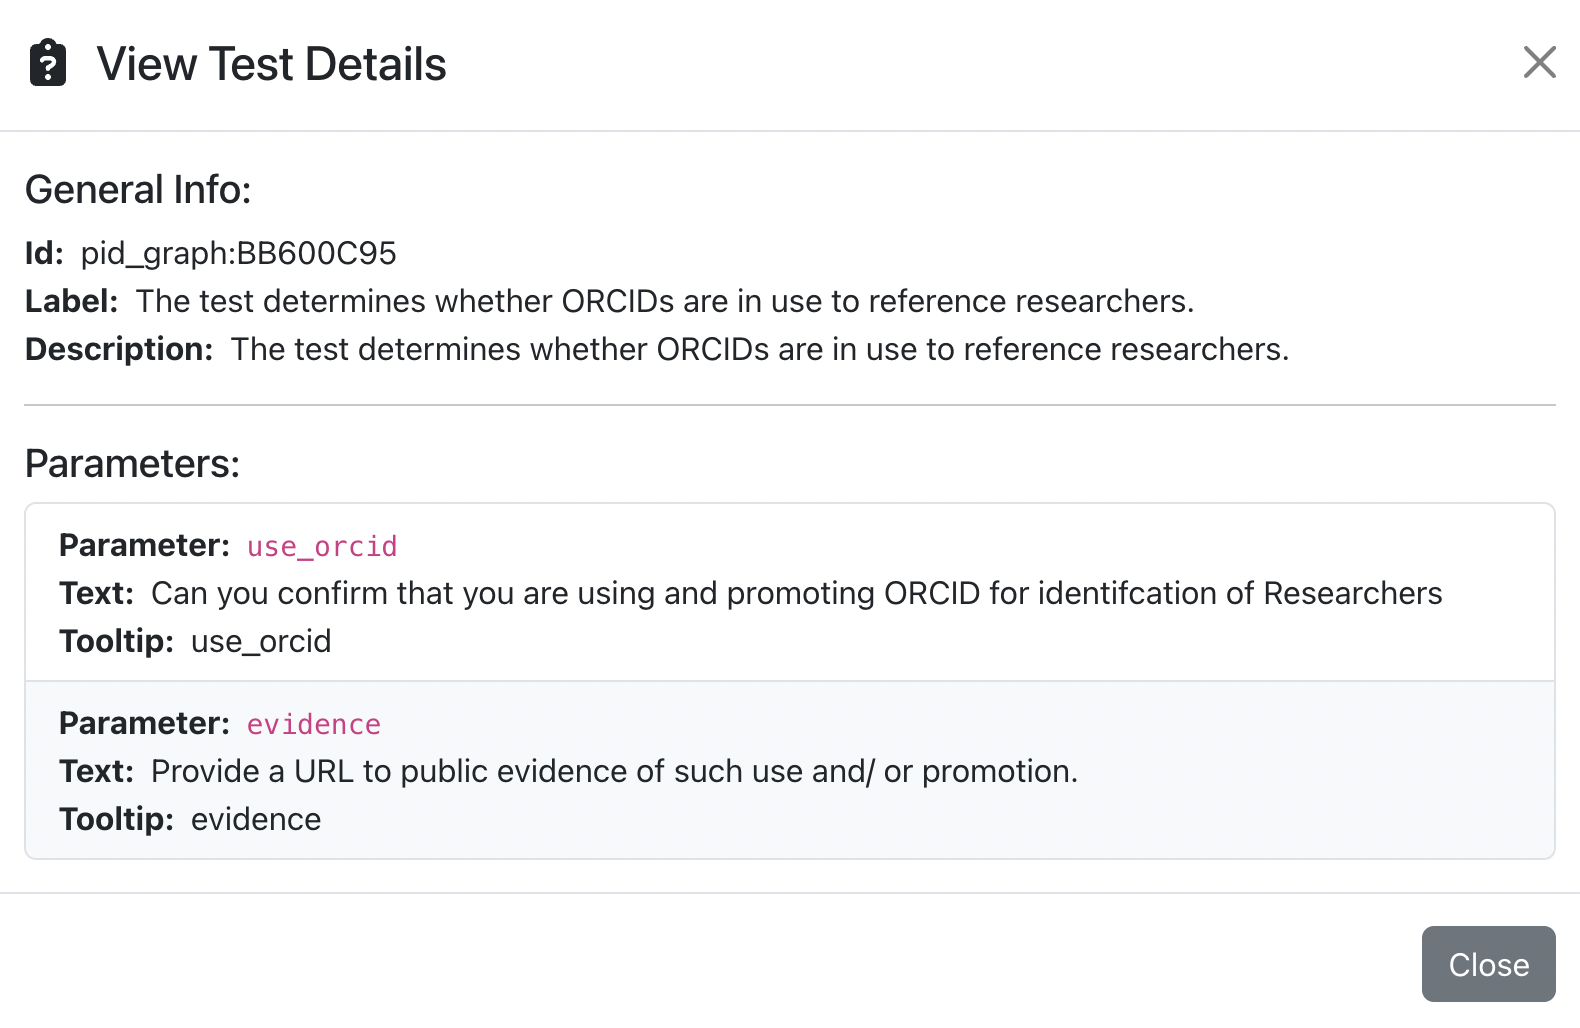 View Test Details
General Info:
Id: pid_graph:BB600C95
Label: The test determines whether ORCIDs are in use to reference researchers.
Description: The test determines whether ORCIDs are in use to reference researchers.
Parameters:
Parameter: use_orcid
Text: Can you confirm that you are using and promoting ORCID for identifcation of Researchers
Tooltip: use_orcid
Parameter: evidence
Text: Provide a URL to public evidence of such use and/ or promotion.
Tooltip: evidence
Close